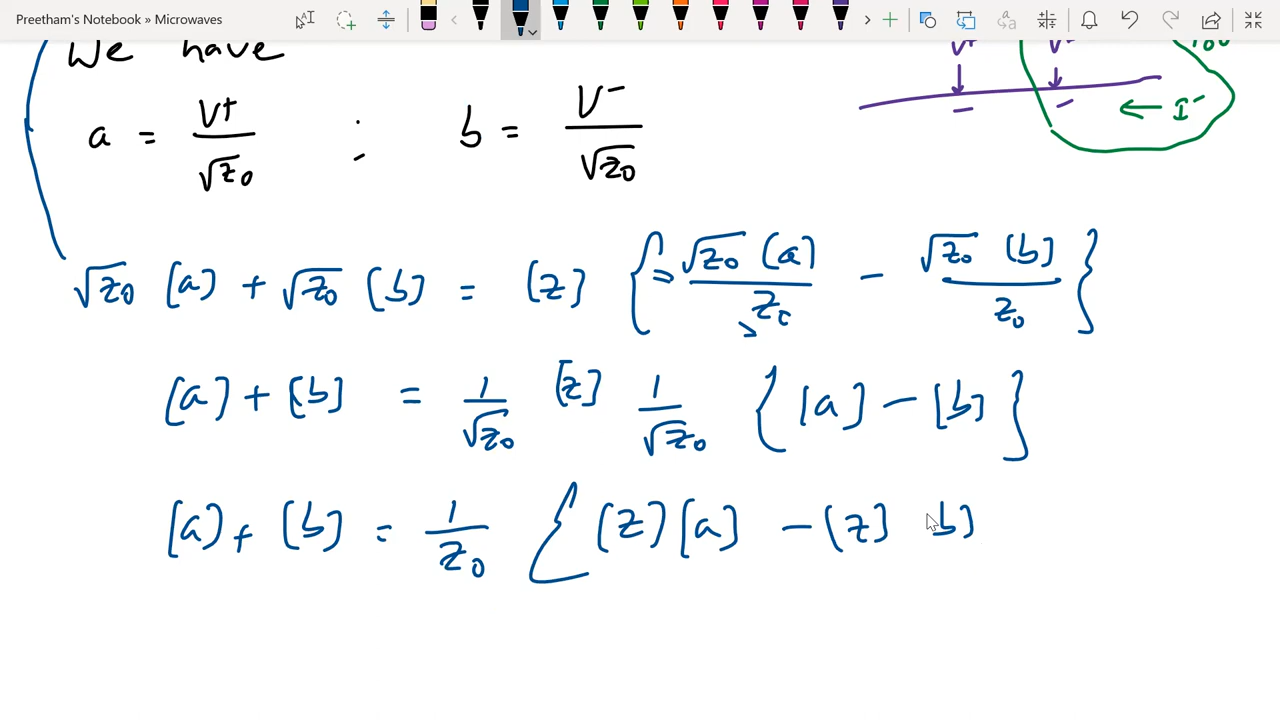 Preetham's Notebook » Microwaves
We have
a = V+/√z0 ; b = V-/√z0
I-
√z0 [a] + √z0 [b] = [z] { = √z0 [a]/z0 - √z0 [b]/z0 }
[a] + [b] = 1/√z0 [z] 1/√z0 { [a] - [b] }
[a] + [b] = 1/z0 { [z] [a] - [z] b]